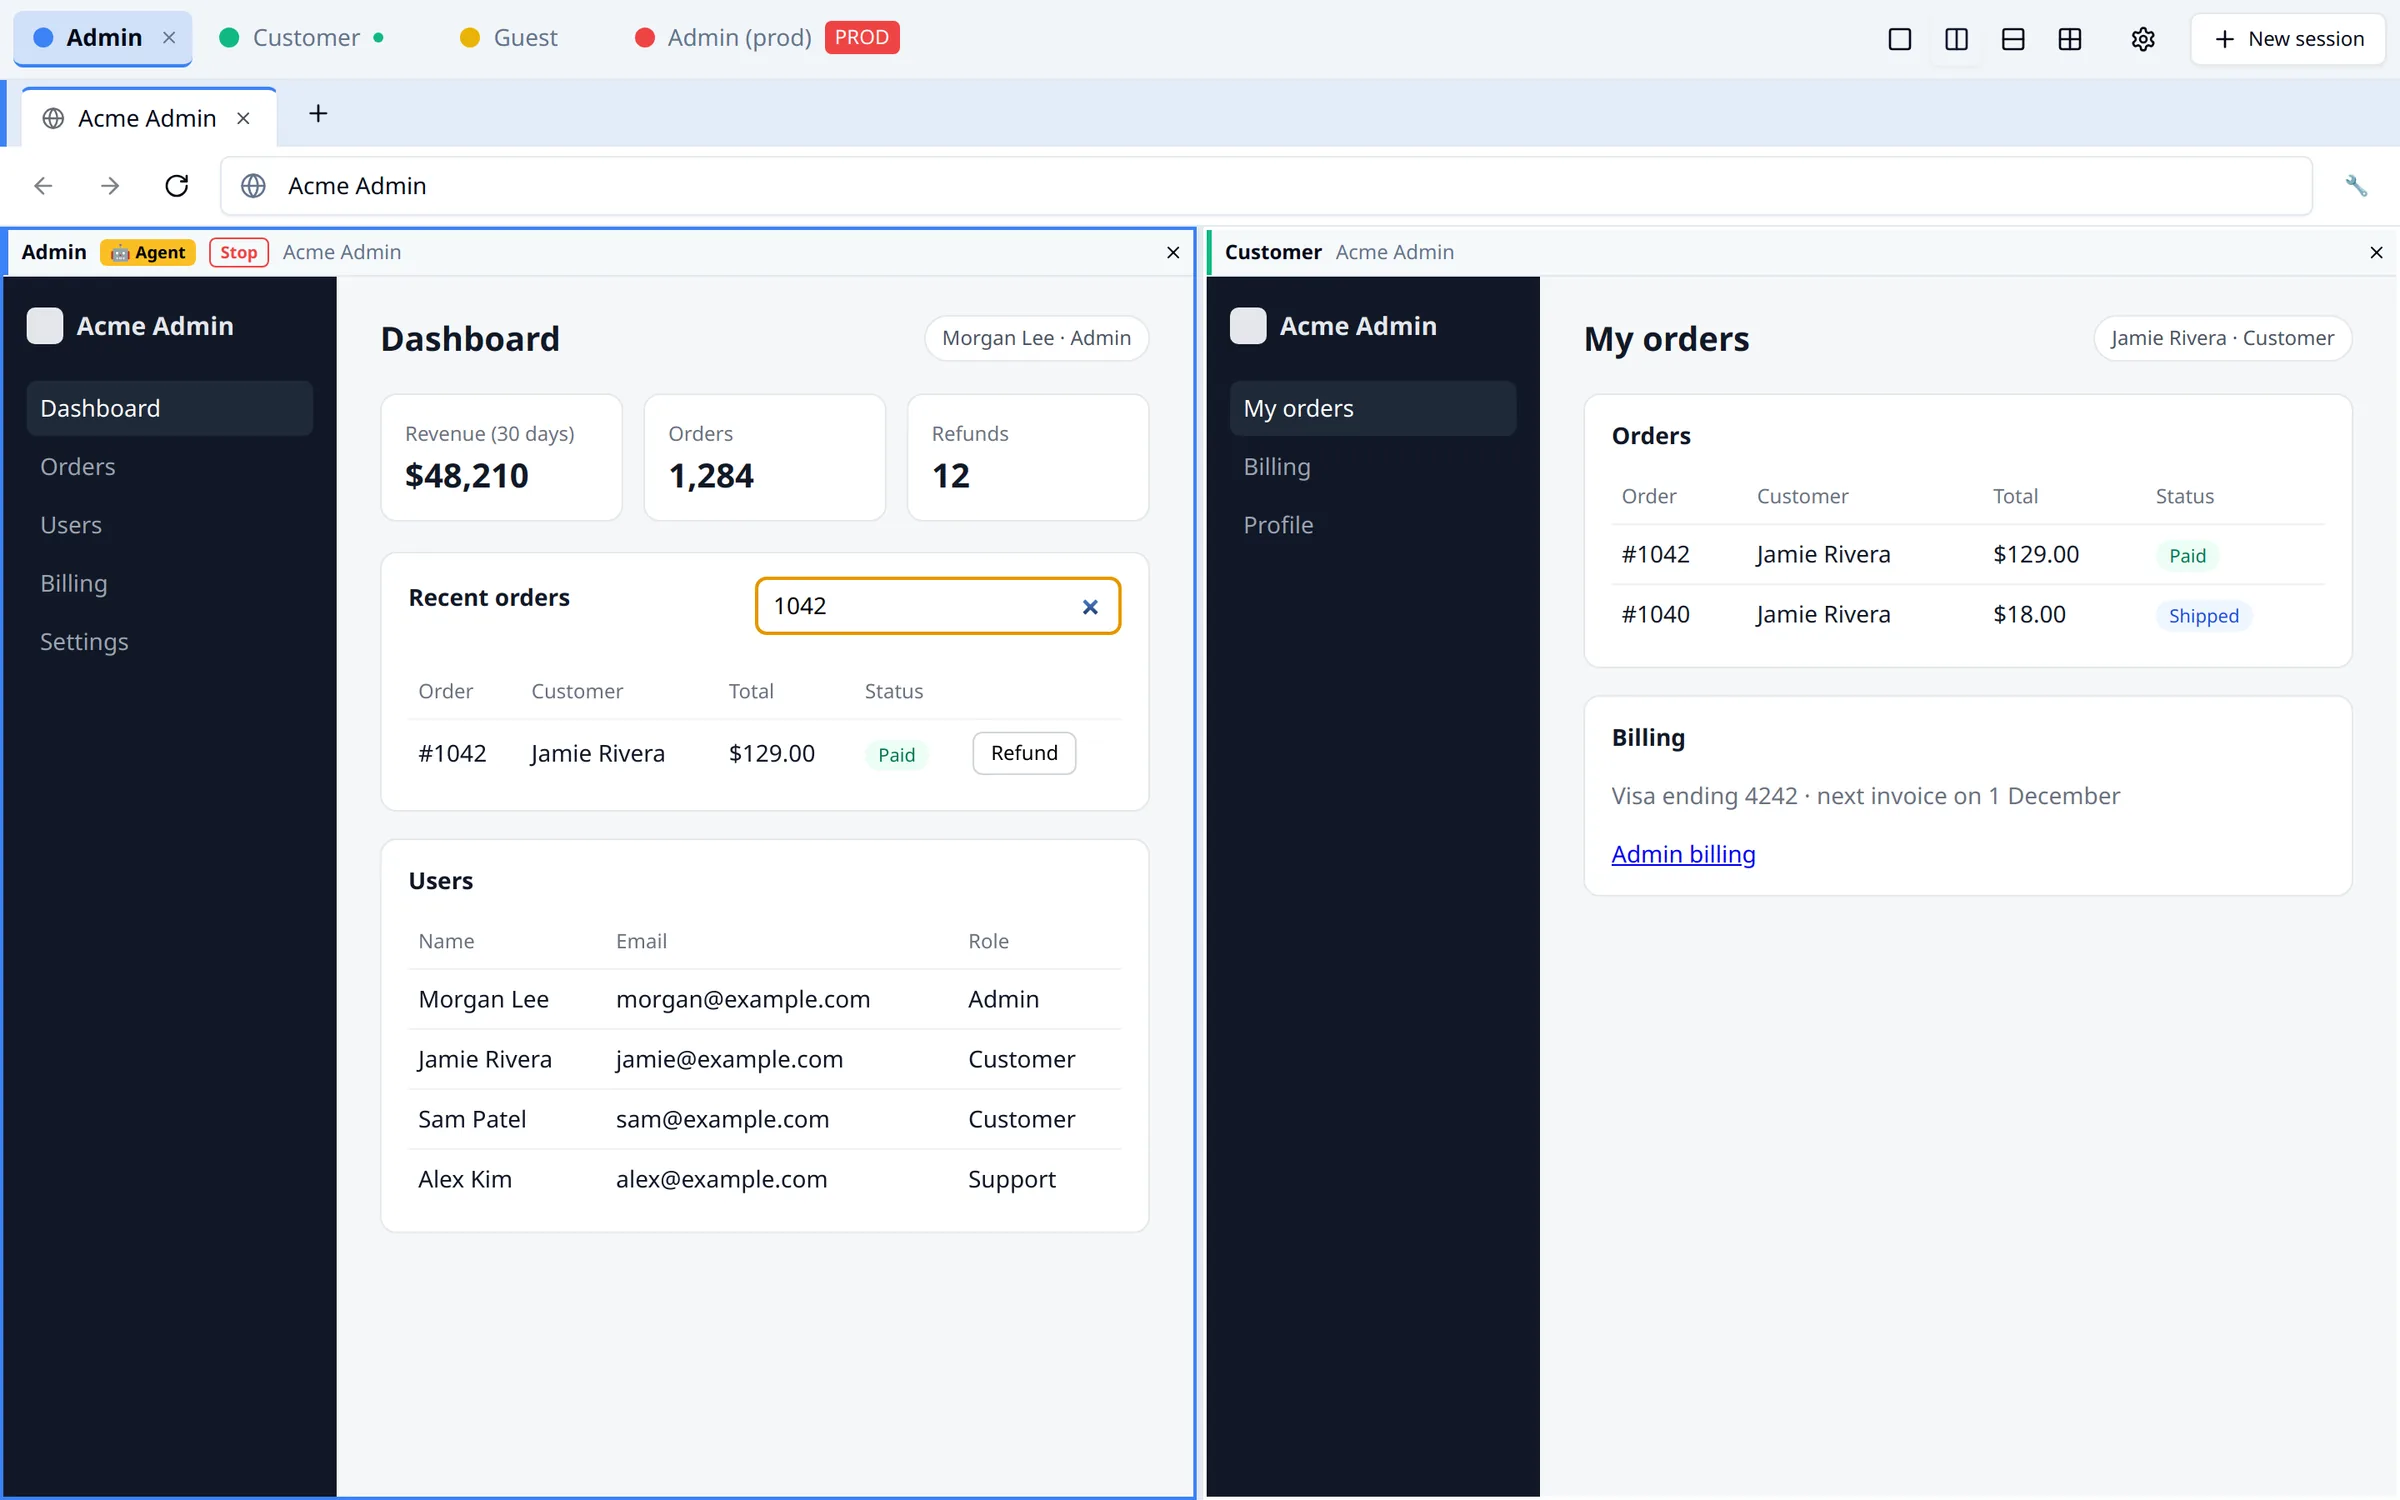 Admin Customer Guest Admin (prod) PROD New session
Acme Admin
Acme Admin
Admin Agent Stop Acme Admin
Acme Admin
Dashboard
Orders
Users
Billing
Settings
Dashboard Morgan Lee · Admin
Revenue (30 days) Orders Refunds
$48,210 1,284 12
Recent orders 1042
Order Customer Total Status
#1042 Jamie Rivera $129.00 Paid Refund
Users
Name Email Role
Morgan Lee morgan@example.com Admin
Jamie Rivera jamie@example.com Customer
Sam Patel sam@example.com Customer
Alex Kim alex@example.com Support
Customer Acme Admin
Acme Admin
My orders
Billing
Profile
My orders Jamie Rivera · Customer
Orders
Order Customer Total Status
#1042 Jamie Rivera $129.00 Paid
#1040 Jamie Rivera $18.00 Shipped
Billing
Visa ending 4242 · next invoice on 1 December
Admin billing